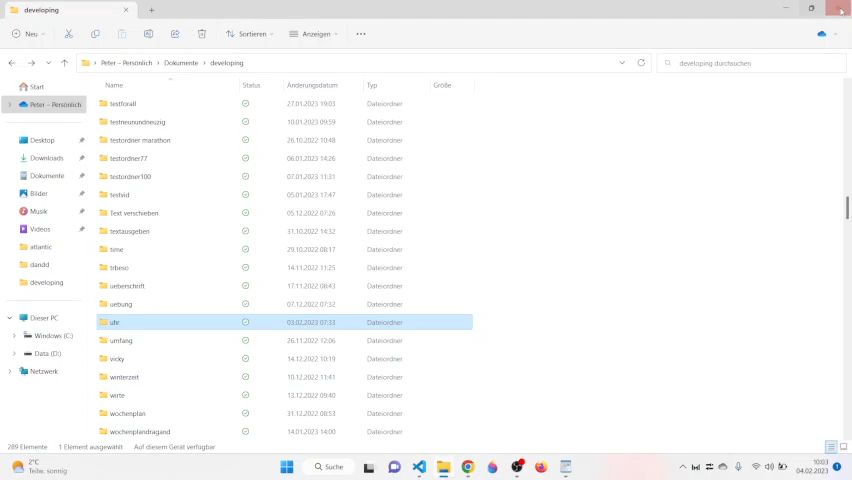 developing
Neu
Sortieren
Anzeigen
Peter – Persönlich
Dokumente
developing
developing durchsuchen
Start
Peter – Persönlich
Desktop
Downloads
Dokumente
Bilder
Musik
Videos
atlantic
dandd
developing
Dieser PC
Windows (C:)
Data (D:)
Netzwerk
Name Status Änderungsdatum Typ Größe
testforall 27.01.2023 19:03 Dateiordner
testneunundneuzig 10.01.2023 09:59 Dateiordner
testordner marathon 26.10.2022 10:48 Dateiordner
testordner77 06.01.2023 14:26 Dateiordner
testordner100 07.01.2023 11:31 Dateiordner
testvid 05.01.2023 17:47 Dateiordner
Text verschieben 05.12.2022 07:26 Dateiordner
textausgeben 31.10.2022 14:32 Dateiordner
time 29.10.2022 08:17 Dateiordner
trbeso 14.11.2022 11:25 Dateiordner
ueberschrift 17.11.2022 08:43 Dateiordner
uebung 07.12.2022 07:32 Dateiordner
uhr 03.02.2023 07:33 Dateiordner
umfang 26.11.2022 12:06 Dateiordner
vicky 14.12.2022 10:19 Dateiordner
winterzeit 10.12.2022 11:41 Dateiordner
wirte 13.12.2022 09:40 Dateiordner
wochenplan 31.12.2022 08:53 Dateiordner
wochenplandragand 14.01.2023 14:00 Dateiordner
289 Elemente 1 Element ausgewählt Auf diesem Gerät verfügbar
2°C
Teilw. sonnig
Suche
10:03
04.02.2023